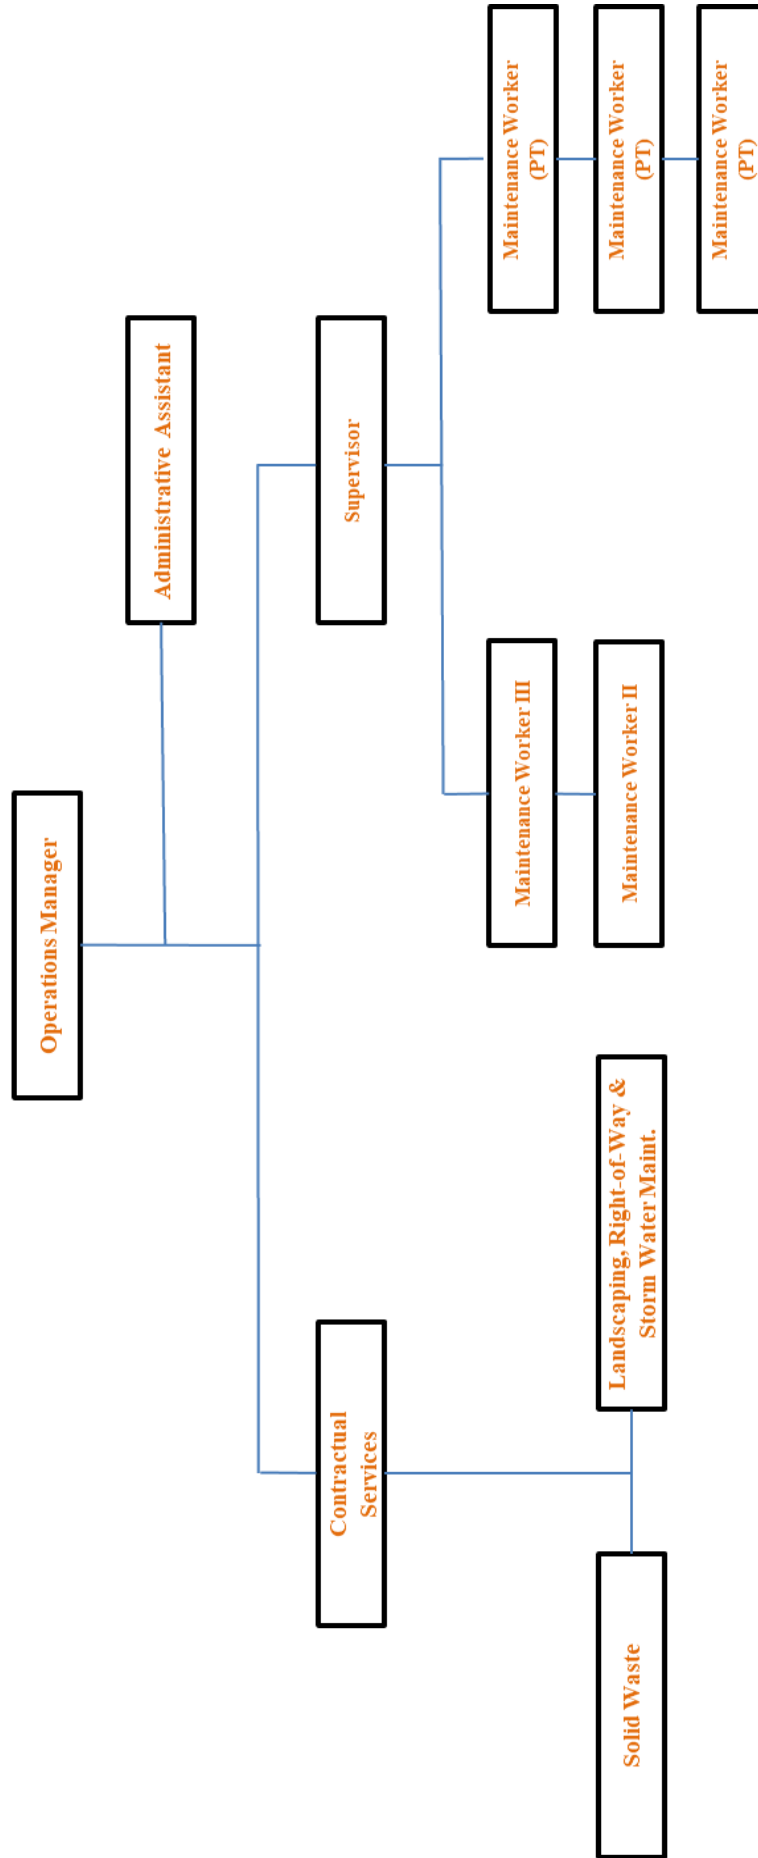 Operations Manager
Administrative Assistant
Contractual
Services
Supervisor
Solid Waste
Landscaping, Right-of-Way &
Storm Water Maint.
Maintenance Worker III
Maintenance Worker II
Maintenance Worker
(PT)
Maintenance Worker
(PT)
Maintenance Worker
(PT)